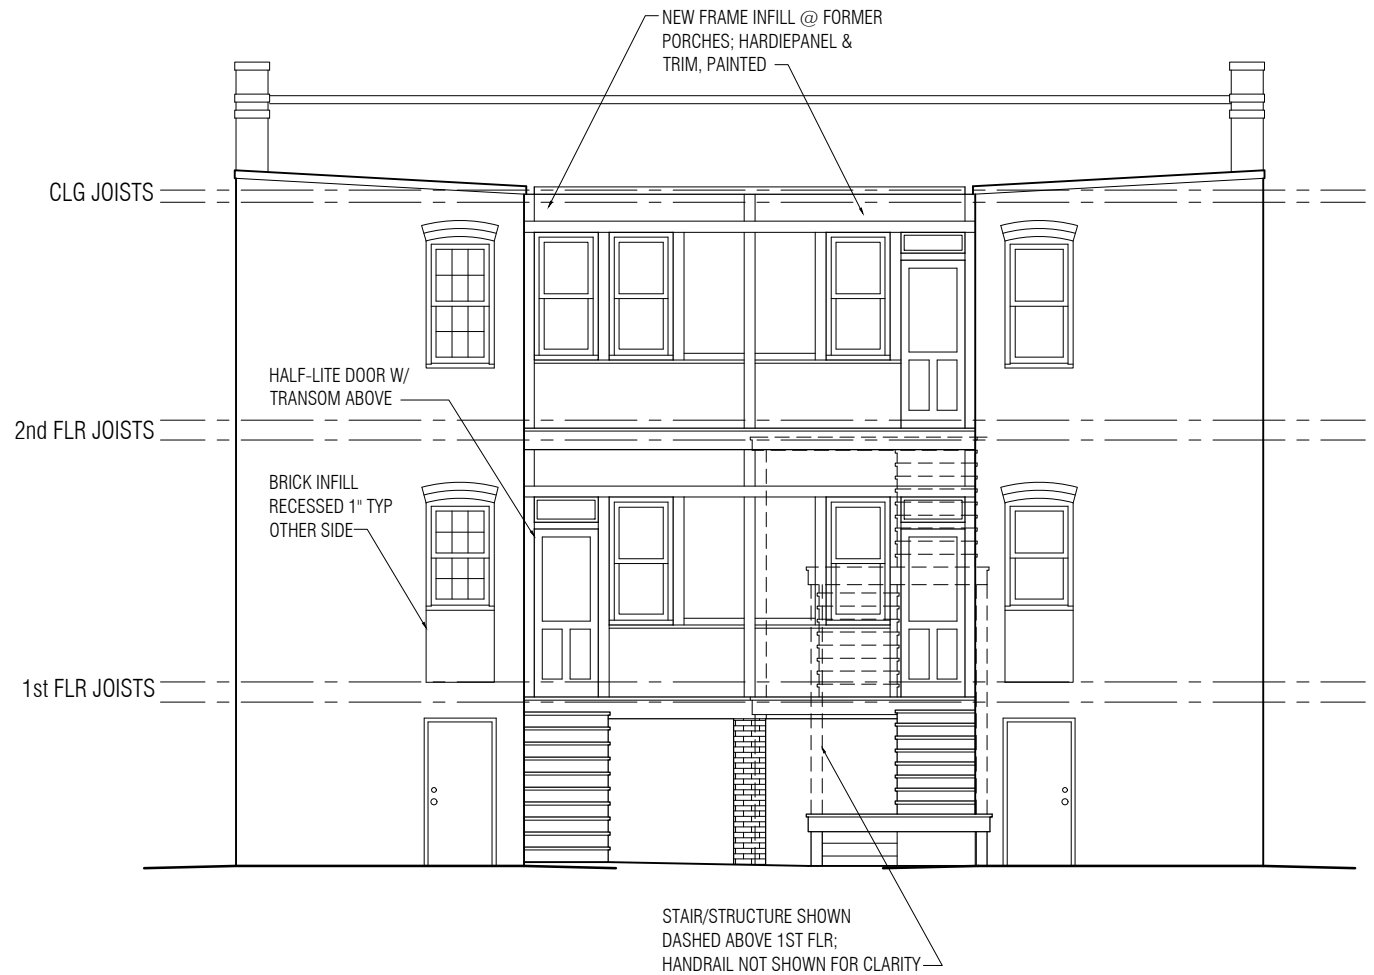 NEW FRAME INFILL @ FORMER
PORCHES; HARDIEPANEL &
TRIM, PAINTED
CLG JOISTS
HALF-LITE DOOR W/
TRANSOM ABOVE
2nd FLR JOISTS
BRICK INFILL
RECESSED 1" TYP
OTHER SIDE
1st FLR JOISTS
STAIR/STRUCTURE SHOWN
DASHED ABOVE 1ST FLR;
HANDRAIL NOT SHOWN FOR CLARITY